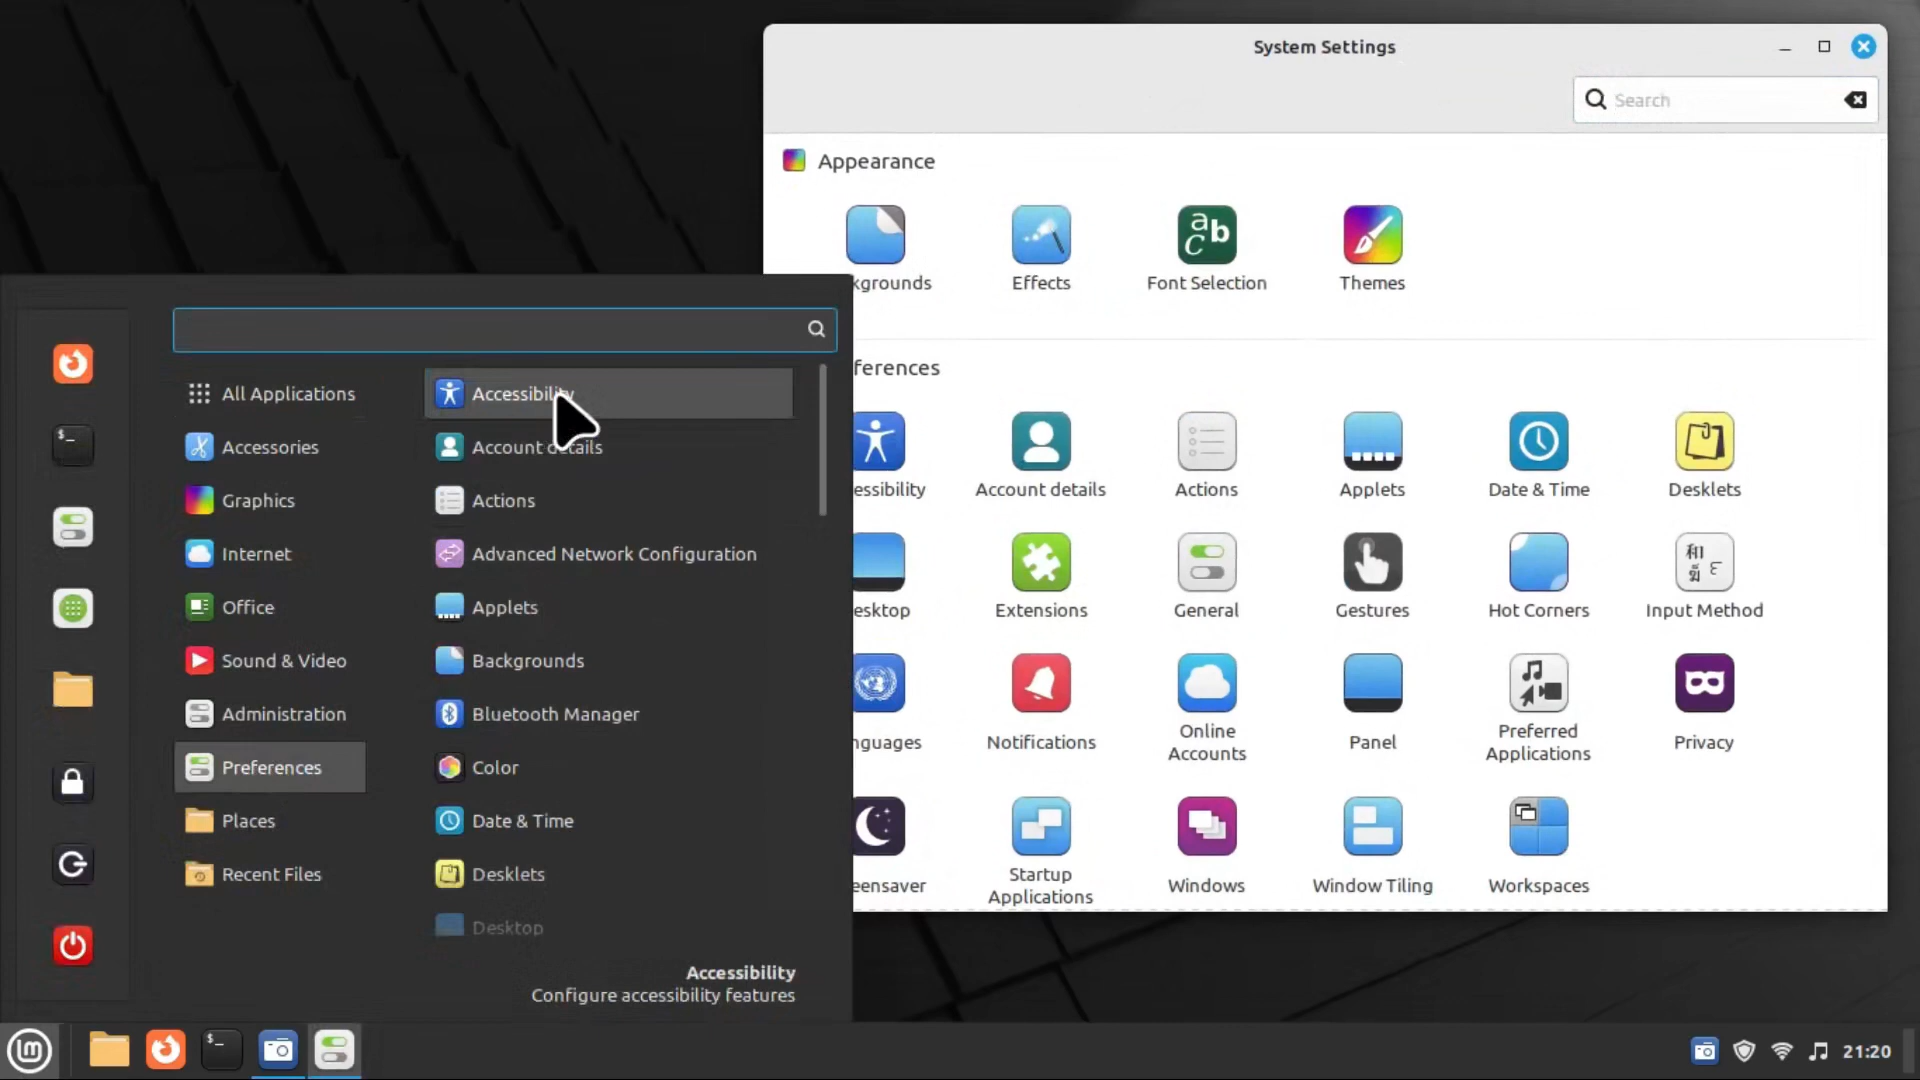 System Settings
Search
Appearance
kgrounds
Effects
Font Selection
Themes
ferences
essibility
Account details
Actions
Applets
Date & Time
Desklets
esktop
Extensions
General
Gestures
Hot Corners
Input Method
nguages
Notifications
Online
Accounts
Panel
Preferred
Applications
Privacy
eensaver
Startup
Applications
Windows
Window Tiling
Workspaces
All Applications
Accessories
Graphics
Internet
Office
Sound & Video
Administration
Preferences
Places
Recent Files
Accessibility
Account details
Actions
Advanced Network Configuration
Applets
Backgrounds
Bluetooth Manager
Color
Date & Time
Desklets
Desktop
Accessibility
Configure accessibility features
21:20